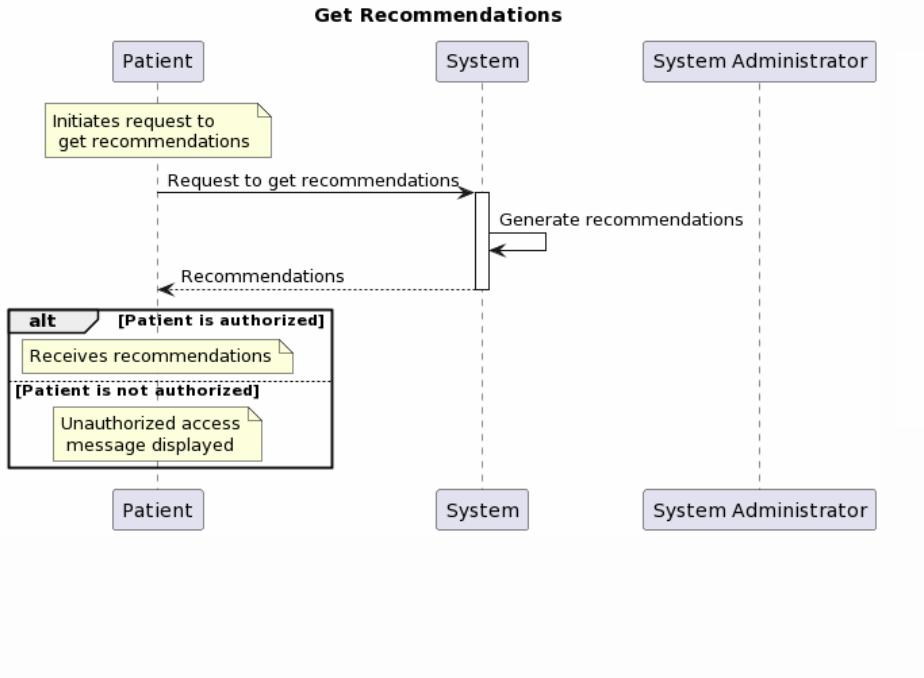 Get Recommendations
Patient
System
System Administrator
Initiates request to
get recommendations
Request to get recommendations
Generate recommendations
Recommendations
alt
[Patient is authorized]
Receives recommendations
[Patient is not authorized]
Unauthorized access
message displayed
Patient
System
System Administrator